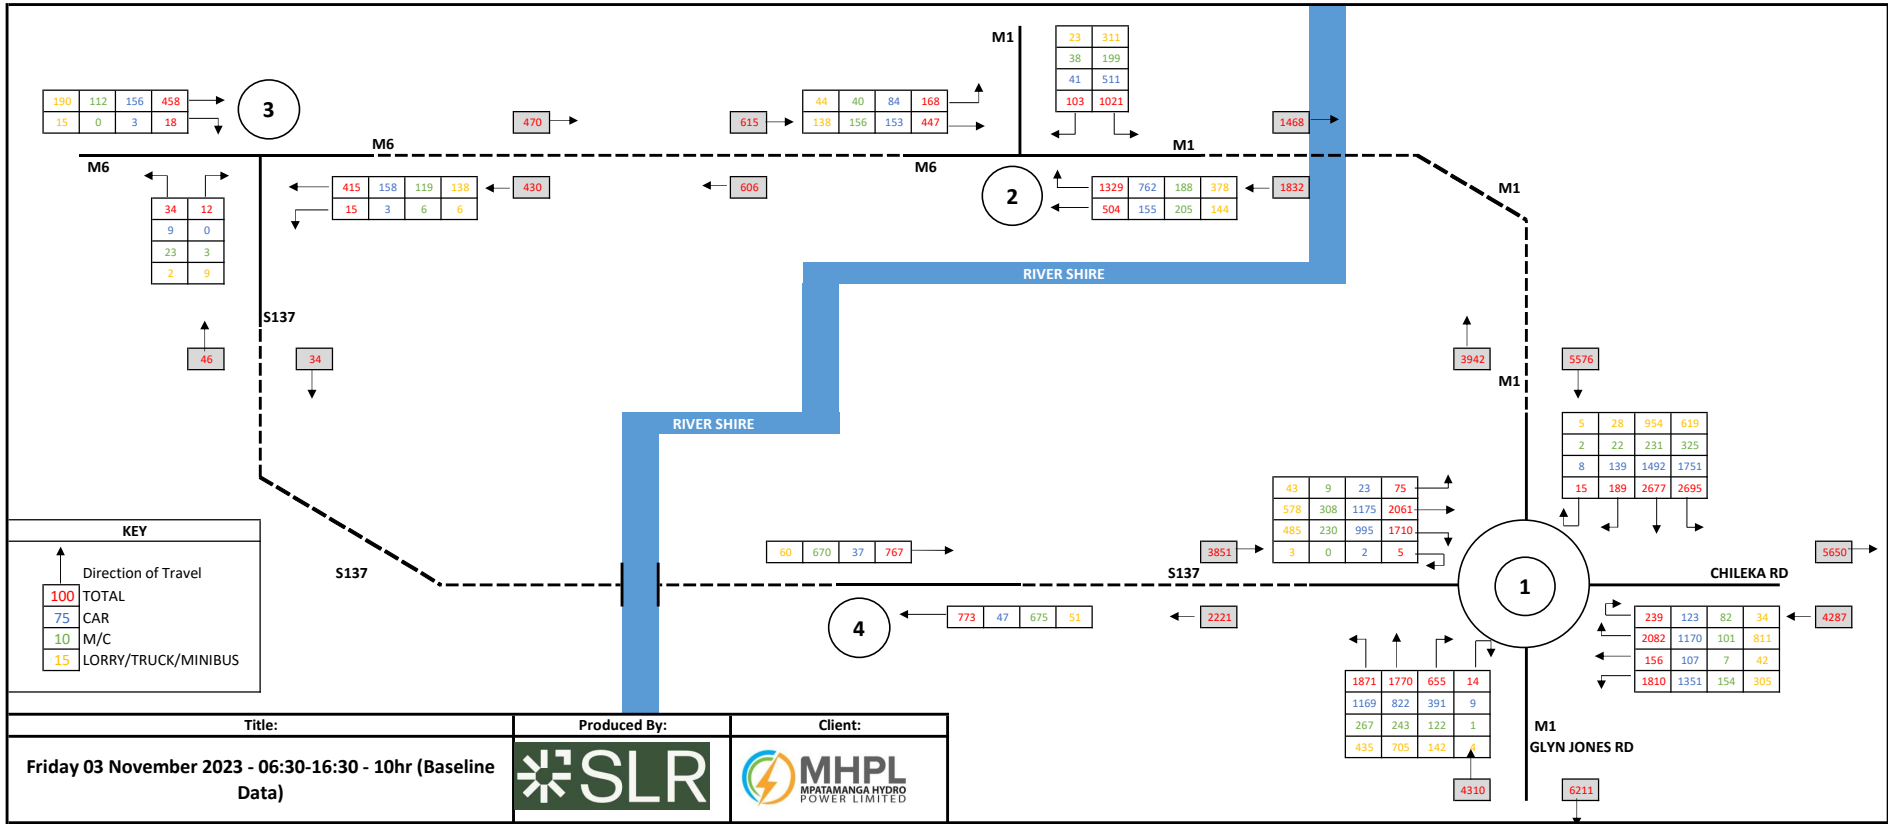 M1
23 311
38 199
41 511
103 1021
190 112 156 458
15 0 3 18
3
470
615
44 40 84 168
138 156 153 447
1468
M6
M6
M6
M1
415 158 119 138
15 3 6 6
430
606
2
1329 762 188 378
504 155 205 144
1832
M1
34 12
9 0
23 3
2 9
RIVER SHIRE
S137
46
34
3942
5576
M1
RIVER SHIRE
5 28 954 619
2 22 231 325
8 139 1492 1751
15 189 2677 2695
43 9 23 75
578 308 1175 2061
485 230 995 1710
3 0 2 5
KEY
Direction of Travel
100 TOTAL
75 CAR
10 M/C
15 LORRY/TRUCK/MINIBUS
S137
60 670 37 767
3851
S137
1
5650
CHILEKA RD
4
773 47 675 51
2221
239 123 82 34
2082 1170 101 811
156 107 7 42
1810 1351 154 305
4287
1871 1770 655 14
1169 822 391 9
267 243 122 1
435 705 142 4
M1
GLYN JONES RD
4310
6211
Title:
Produced By:
Client:
Friday 03 November 2023 - 06:30-16:30 - 10hr (Baseline
Data)
SLR
MHPL
MPATAMANGA HYDRO
POWER LIMITED